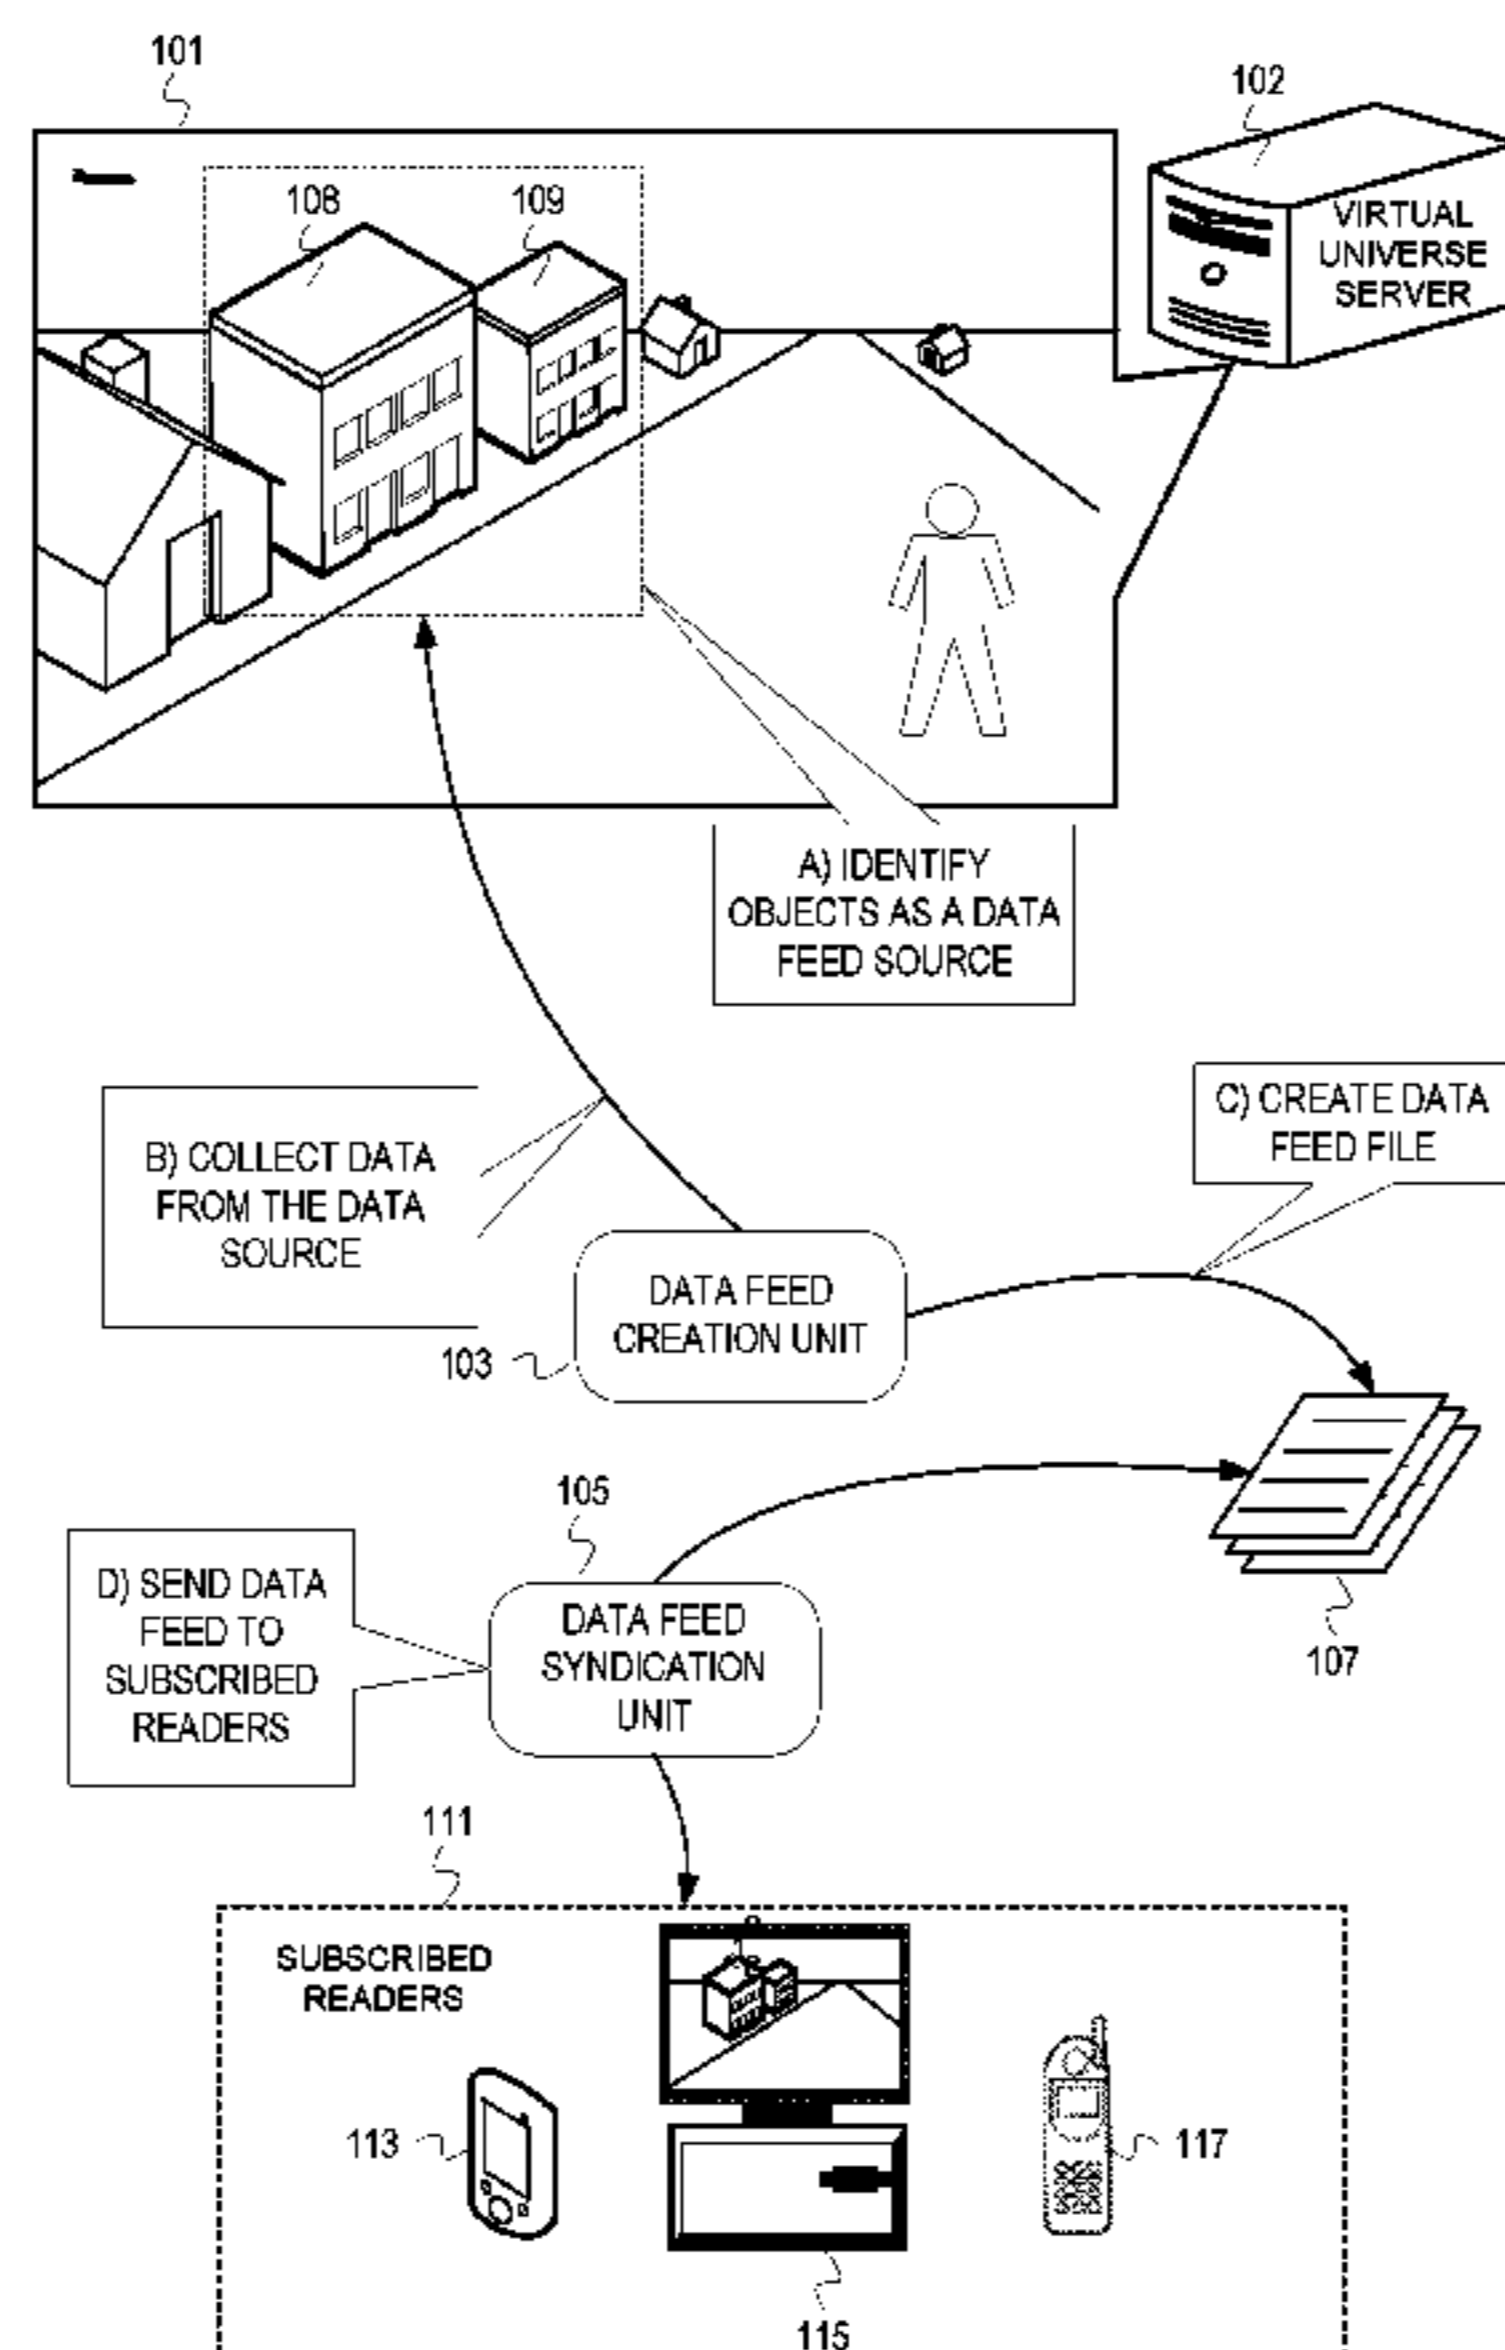 101
102
108
109
VIRTUAL
UNIVERSE
SERVER
A) IDENTIFY
OBJECTS AS A DATA
FEED SOURCE
C) CREATE DATA
FEED FILE
B) COLLECT DATA
FROM THE DATA
SOURCE
DATA FEED
CREATION UNIT
103
105
D) SEND DATA
FEED TO
SUBSCRIBED
READERS
DATA FEED
SYNDICATION
UNIT
107
111
SUBSCRIBED
READERS
113
117
115